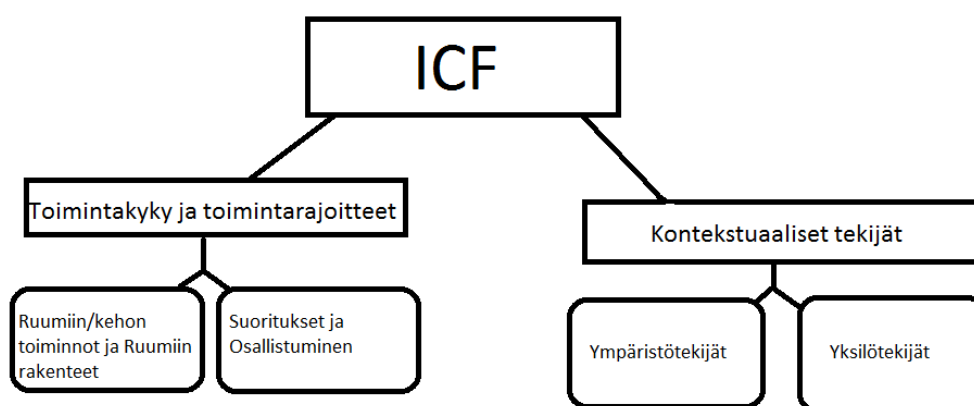 ICF
Toimintakyky ja toimintarajoitteet
Kontekstuaaliset tekijät
Ruumiin/kehon
toiminnot ja Ruumiin
rakenteet
Suoritukset ja
Osallistuminen
Ympäristötekijät
Yksilötekijät